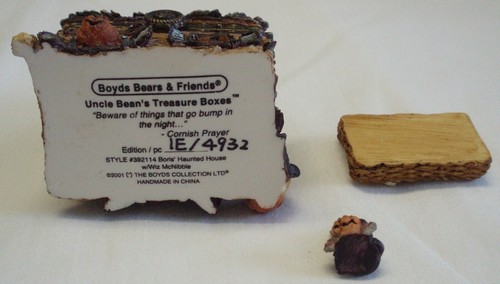 Boyds Bears & Friends®
Uncle Bean's Treasure Boxes™
"Beware of things that go bump in
the night..."
- Cornish Prayer
Edition / pc 1E/4932
STYLE #392114 Boris' Haunted House
w/Wiz McNibble
©2001 (*) THE BOYDS COLLECTION LTD®
HANDMADE IN CHINA